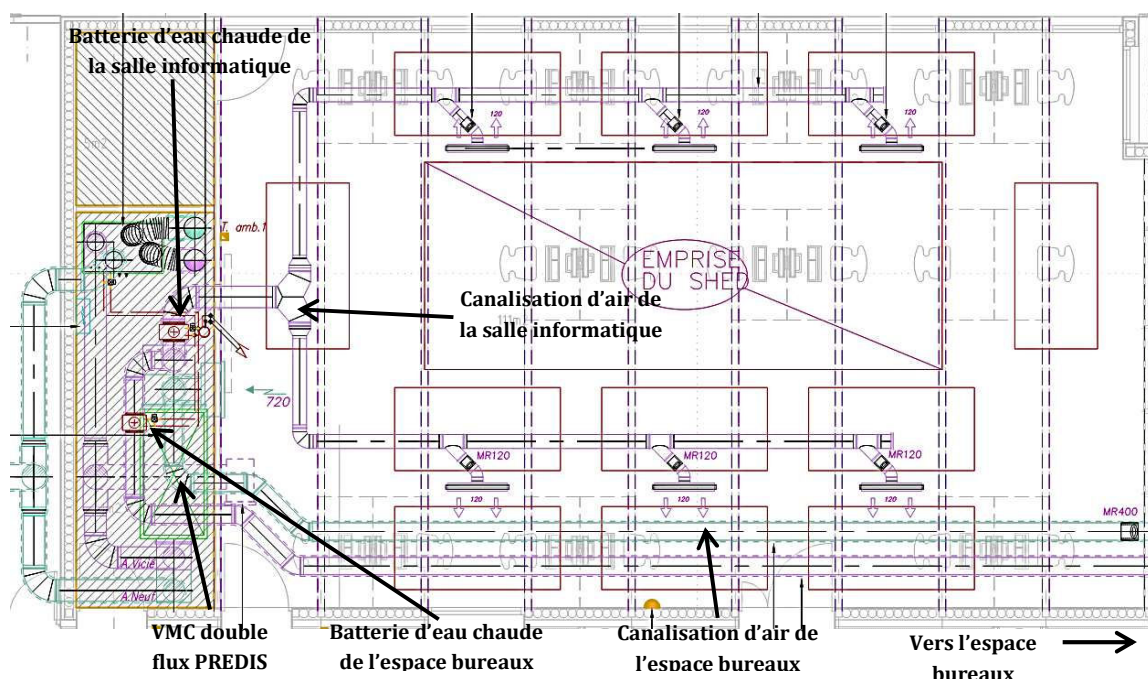 Batterie d'eau chaude de
la salle informatique
T. amb.1
120
120
120
EMPRISE
DU SHED
Canalisation d'air de
la salle informatique
720
MR120
MR120
MR120
120
120
120
MR400
A.Vicié
A.Neuf
VMC double
flux PREDIS
Batterie d'eau chaude
de l'espace bureaux
Canalisation d'air de
l'espace bureaux
Vers l'espace
bureaux